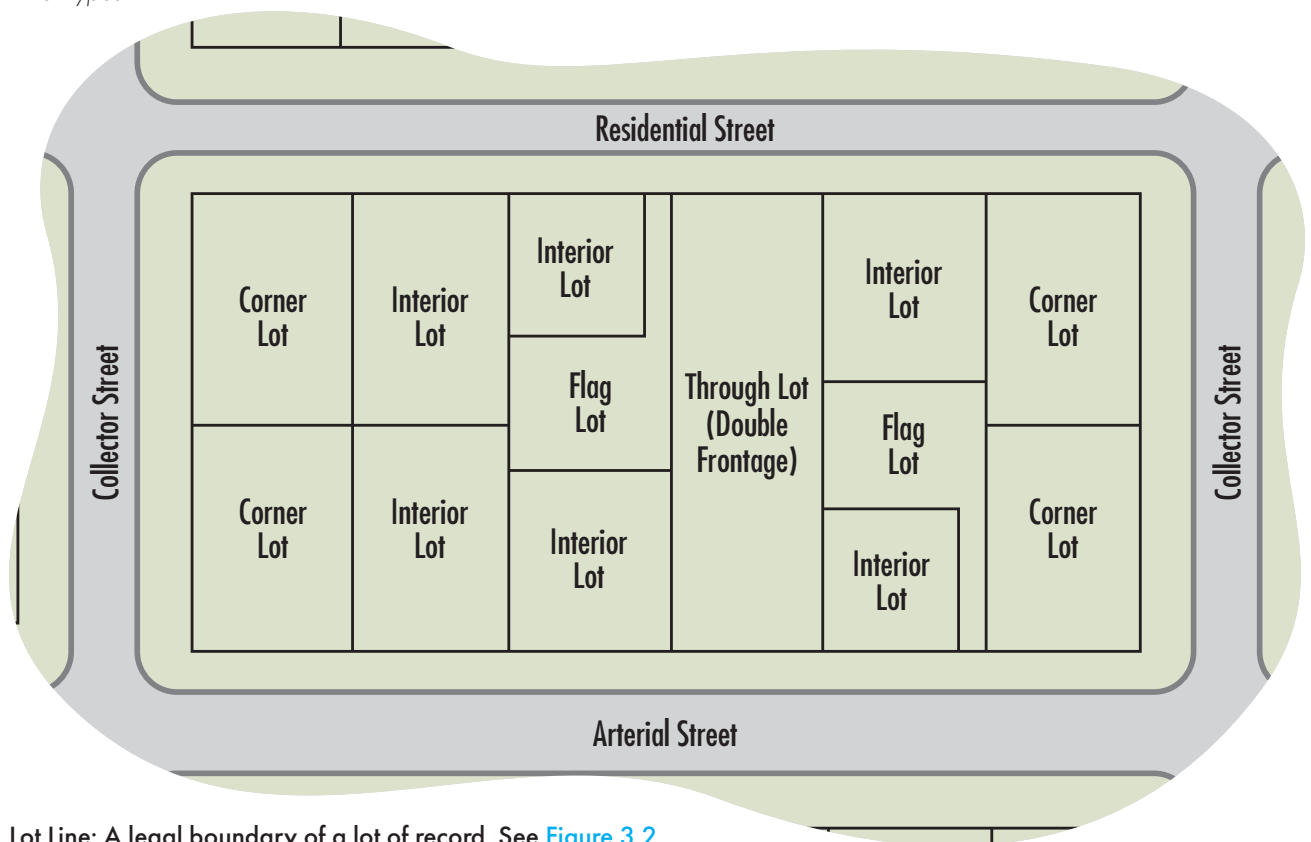 Residential Street
Collector Street
Corner
Lot
Interior
Lot
Interior
Lot
Flag
Lot
Through Lot
(Double
Frontage)
Interior
Lot
Flag
Lot
Corner
Lot
Collector Street
Corner
Lot
Interior
Lot
Interior
Lot
Interior
Lot
Corner
Lot
Arterial Street
Lot Line: A legal boundary of a lot of record. See Figure 3.2